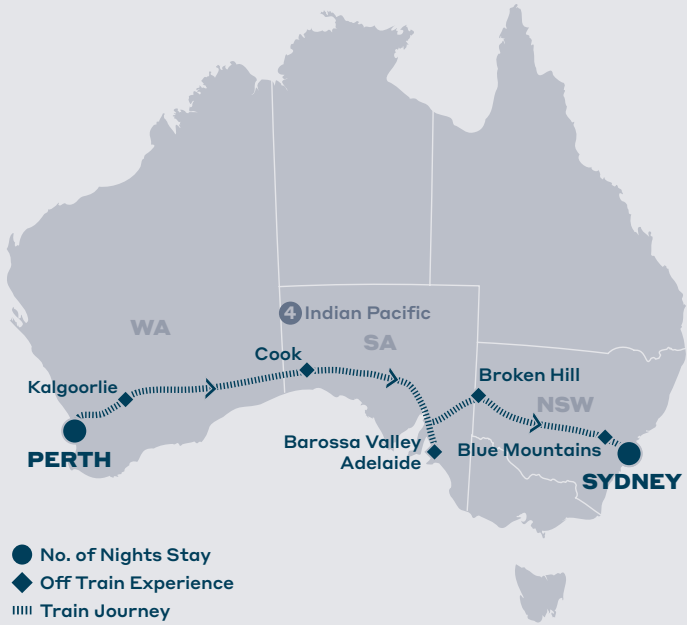 4 Indian Pacific
WA
SA
Cook
Kalgoorlie
Broken Hill
NSW
PERTH
Barossa Valley
Adelaide
Blue Mountains
SYDNEY
No. of Nights Stay
Off Train Experience
Train Journey